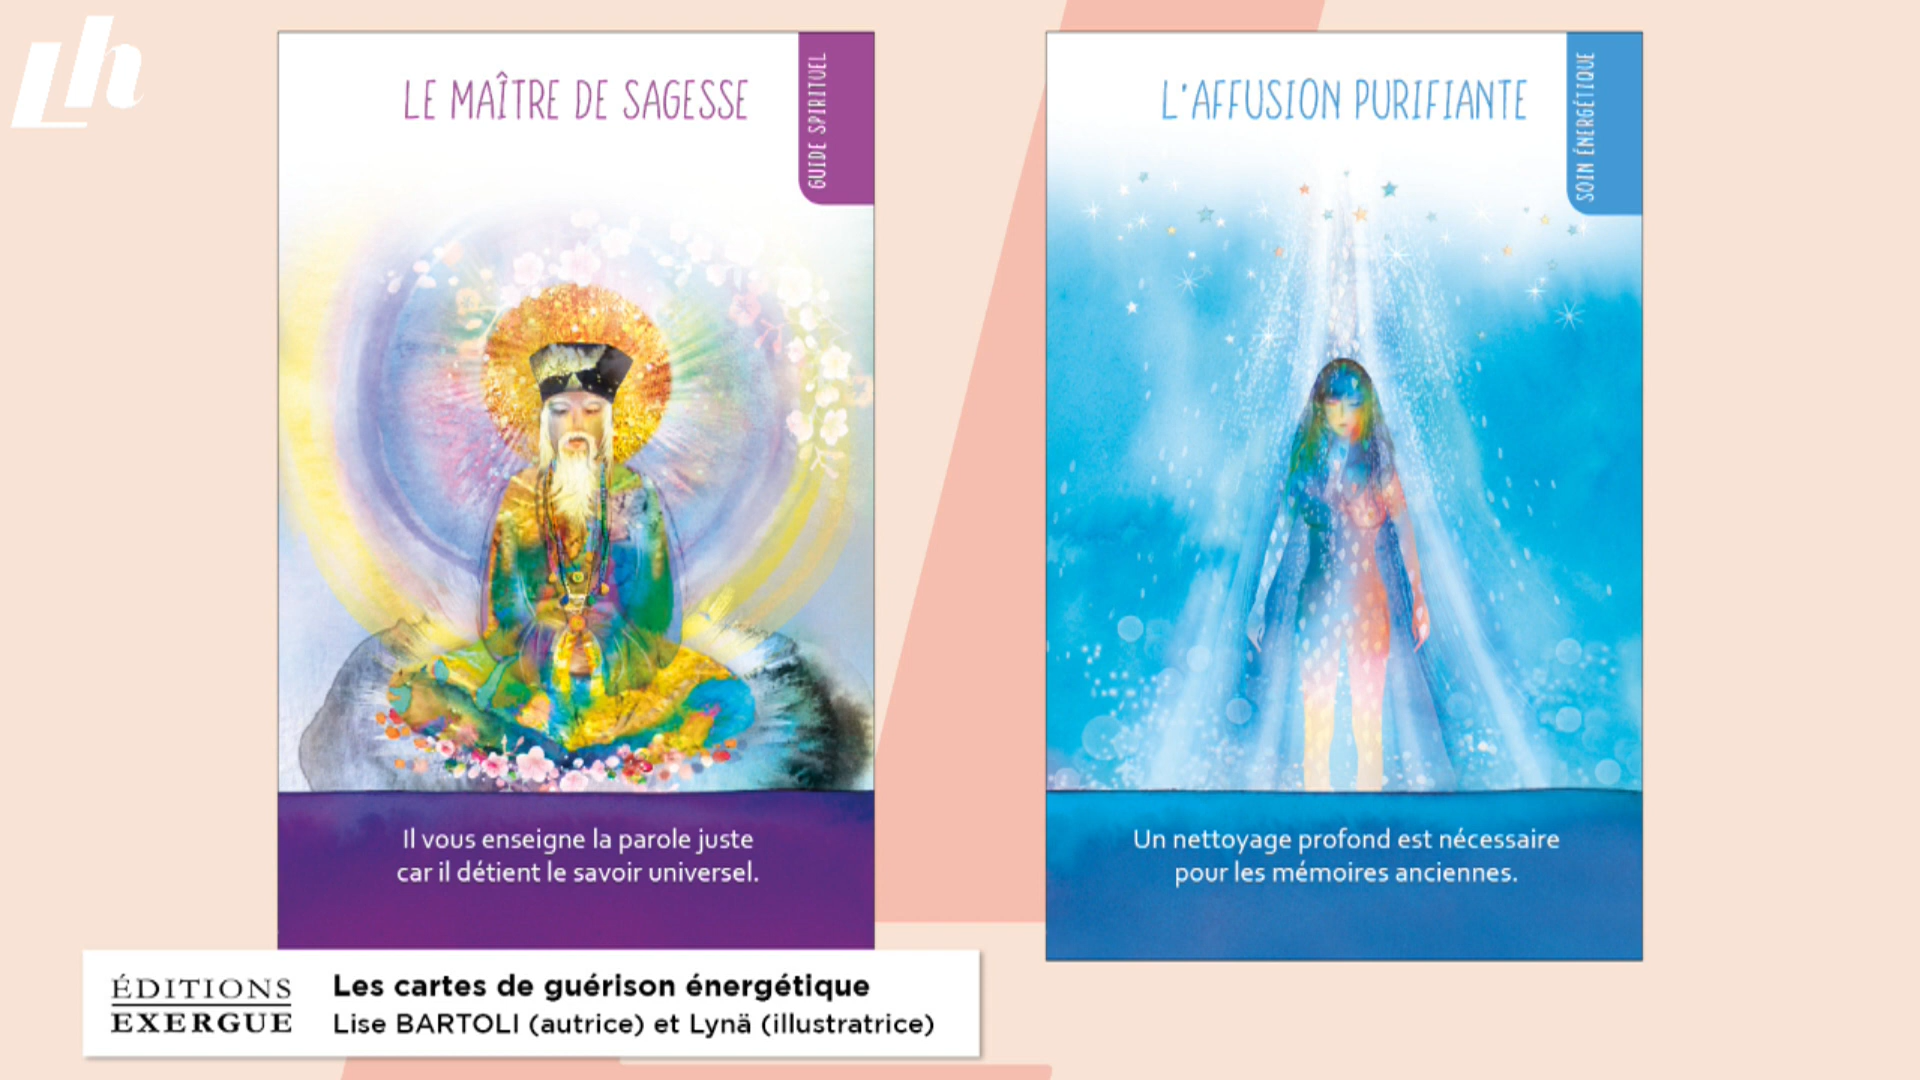 Lh
LE MAÎTRE DE SAGESSE
GUIDE SPIRITUEL
Il vous enseigne la parole juste
car il détient le savoir universel.
L'AFFUSION PURIFIANTE
SOIN ÉNERGÉTIQUE
Un nettoyage profond est nécessaire
pour les mémoires anciennes.
ÉDITIONS
EXERGUE
Les cartes de guérison énergétique
Lise BARTOLI (autrice) et Lynä (illustratrice)